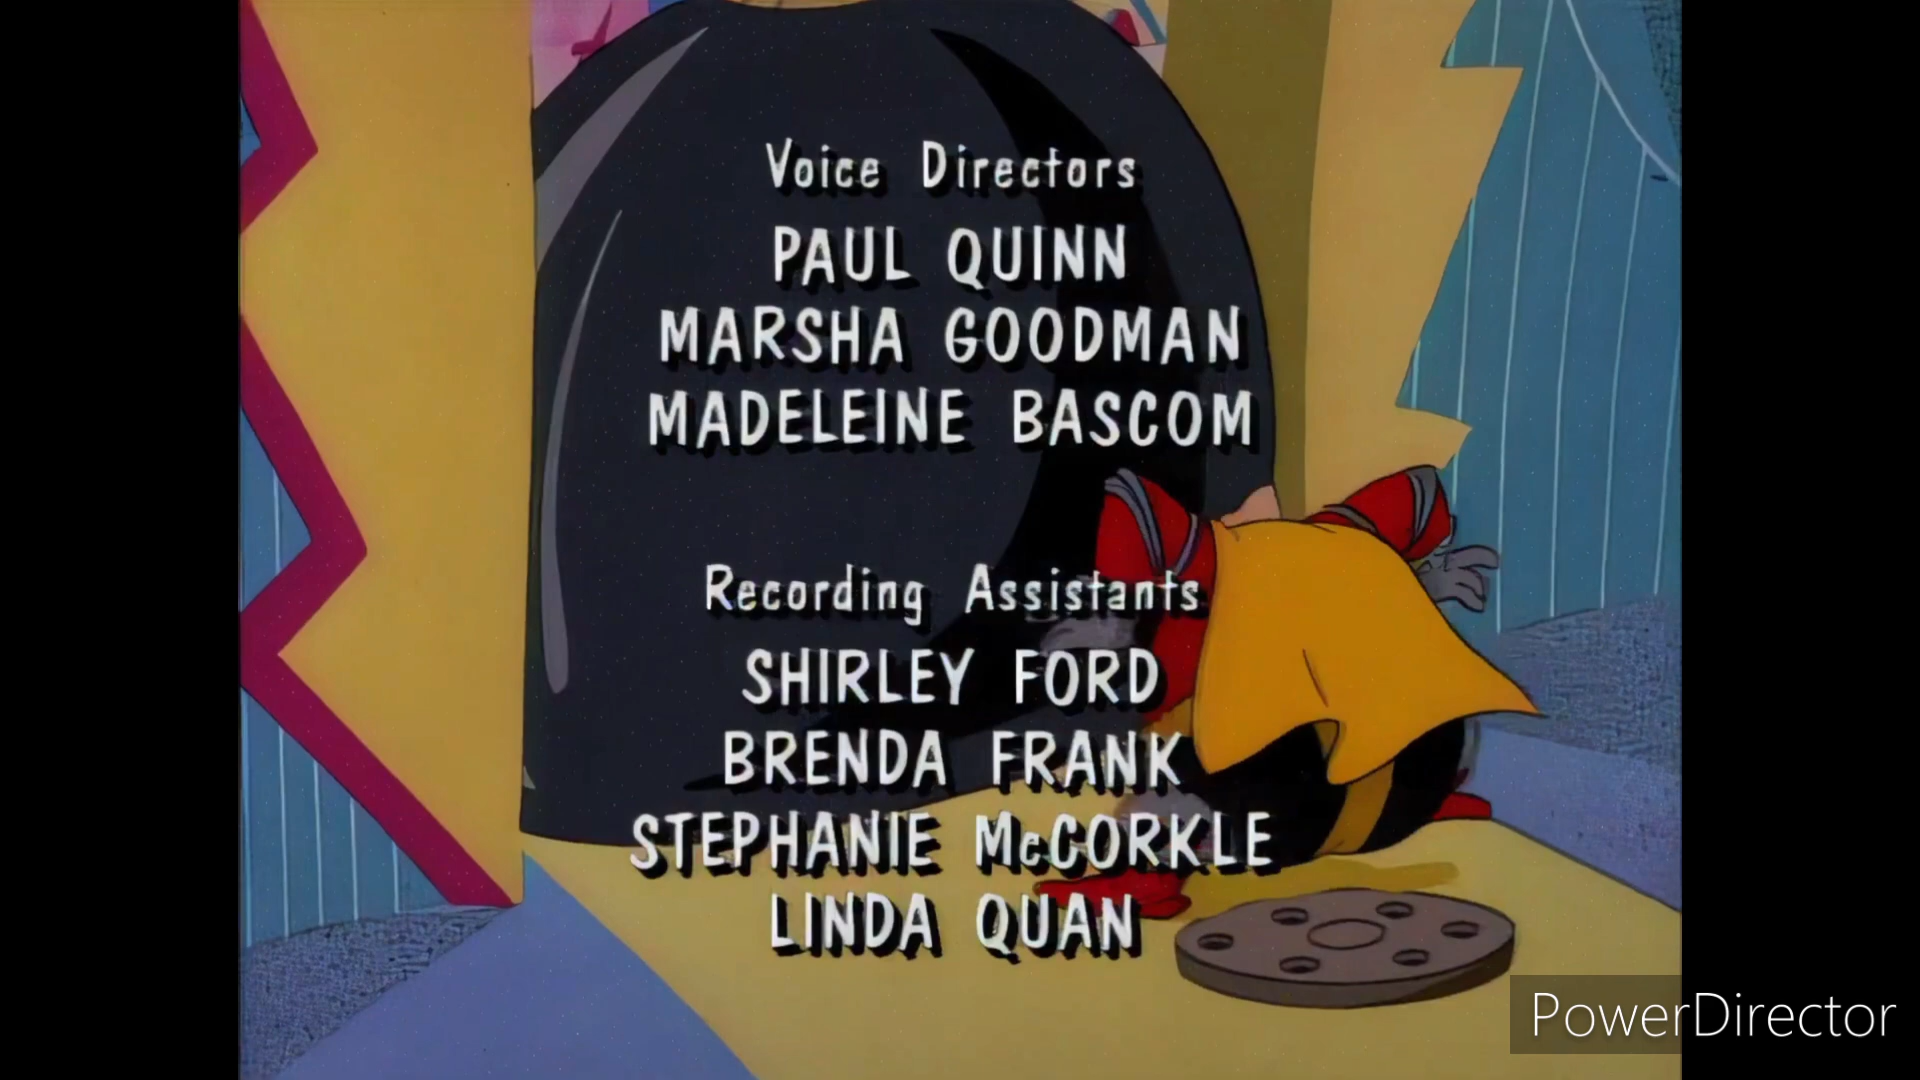 Voice Directors
PAUL QUINN
MARSHA GOODMAN
MADELEINE BASCOM
Recording Assistants
SHIRLEY FORD
BRENDA FRANK
STEPHANIE McCORKLE
LINDA QUAN
PowerDirector